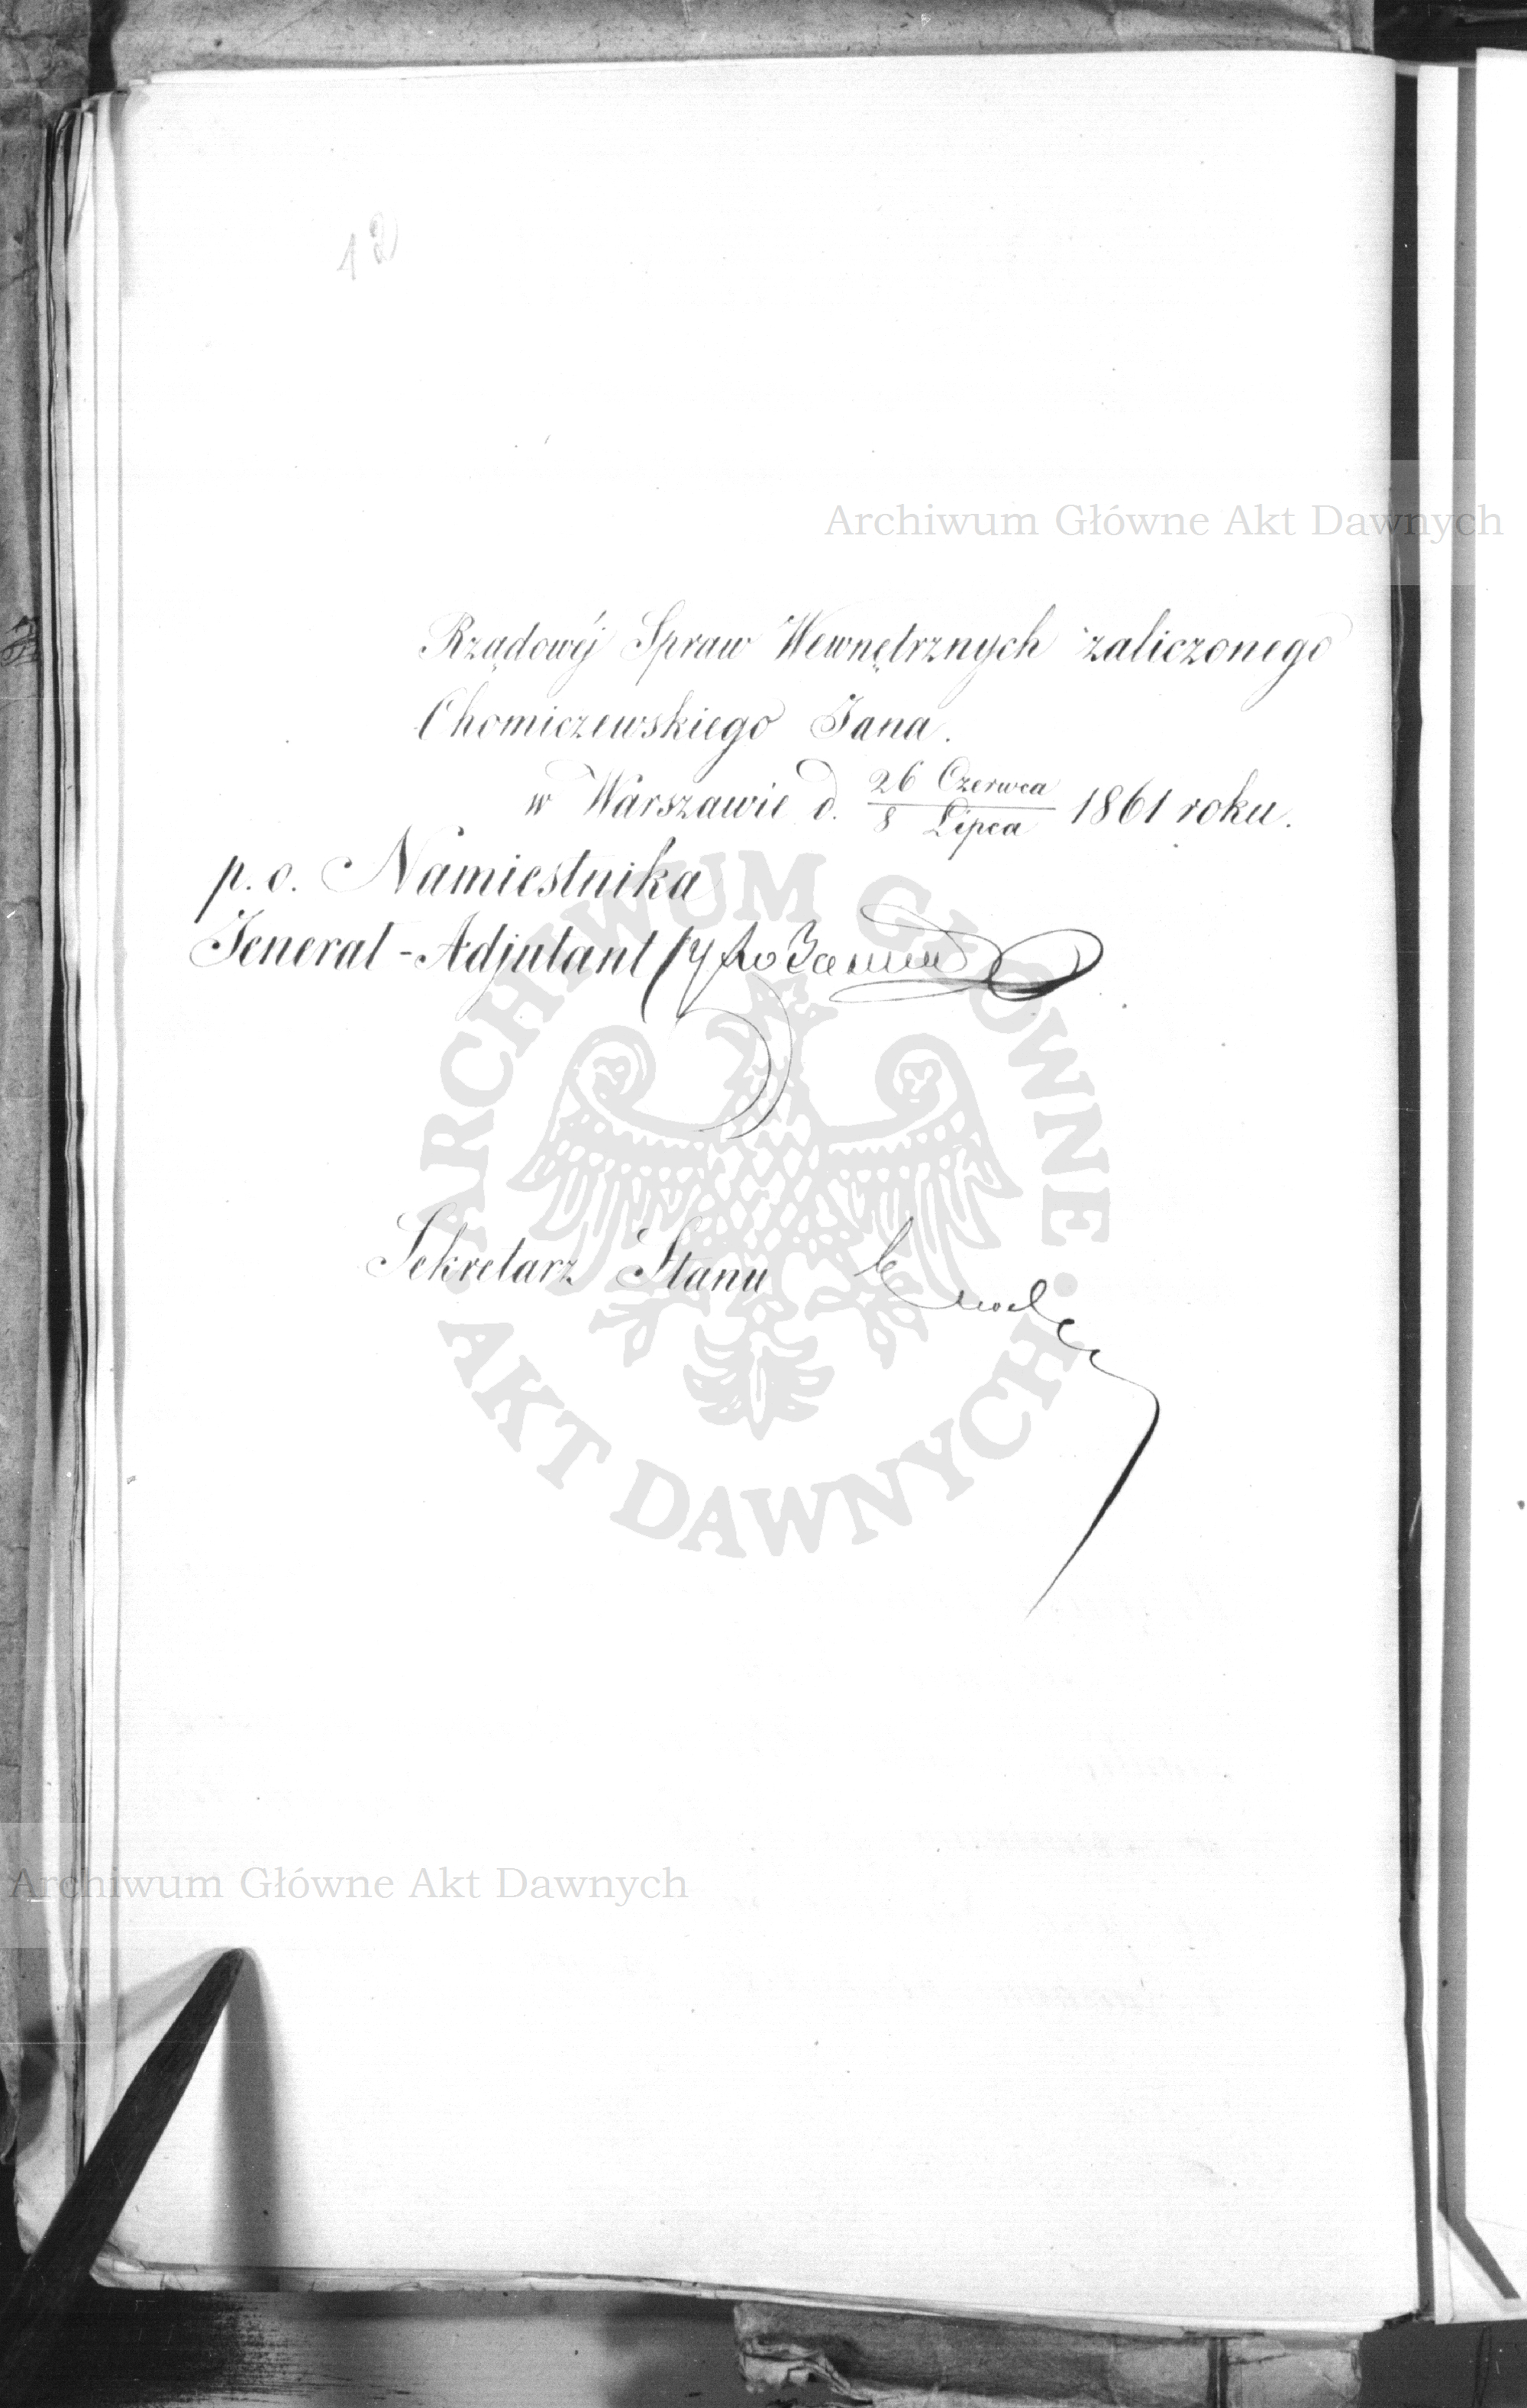 12
Archiwum Główne Akt Dawnych
Rządowéj Spraw Wewnętrznych zaliczonego
Chomiczewskiego Jana.
w Warszawie d. 26 Czerwca / 8 Lipca 1861 roku.
p. o. Namiestnika
Jenerał-Adjutant
ARCHIWUM GŁÓWNE AKT DAWNYCH
Sekretarz Stanu
Archiwum Główne Akt Dawnych